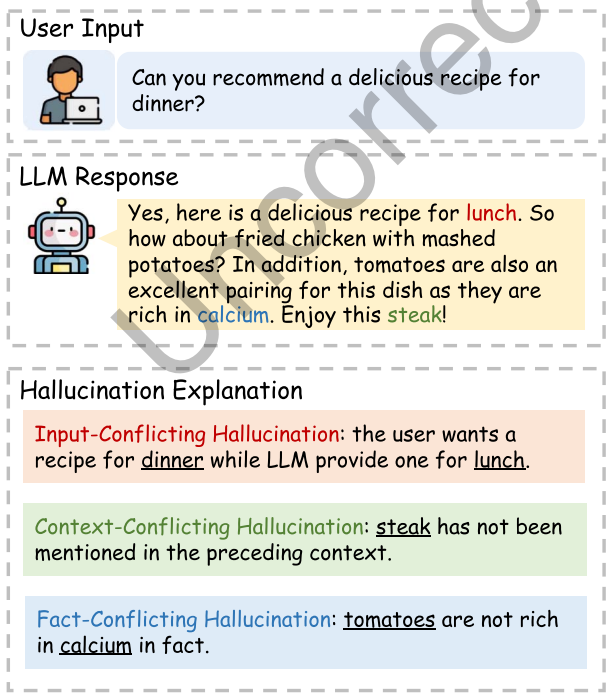 User Input
Can you recommend a delicious recipe for
dinner?
LLM Response
Yes, here is a delicious recipe for lunch. So
how about fried chicken with mashed
potatoes? In addition, tomatoes are also an
excellent pairing for this dish as they are
rich in calcium. Enjoy this steak!
Hallucination Explanation
Input-Conflicting Hallucination: the user wants a
recipe for dinner while LLM provide one for lunch.
Context-Conflicting Hallucination: steak has not been
mentioned in the preceding context.
Fact-Conflicting Hallucination: tomatoes are not rich
in calcium in fact.
Uncorrec